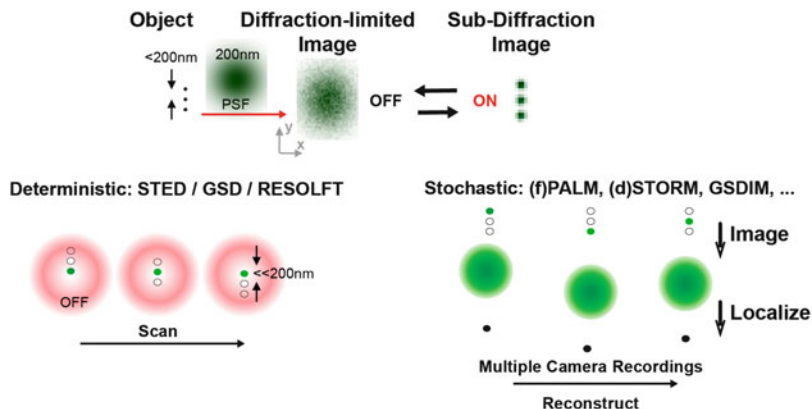 Object
Diffraction-limited
Image
Sub-Diffraction
Image
<200nm
200nm
PSF
y
x
OFF
ON
Deterministic: STED / GSD / RESOLFT
OFF
<<200nm
Scan
Stochastic: (f)PALM, (d)STORM, GSDIM, ...
Image
Localize
Multiple Camera Recordings
Reconstruct